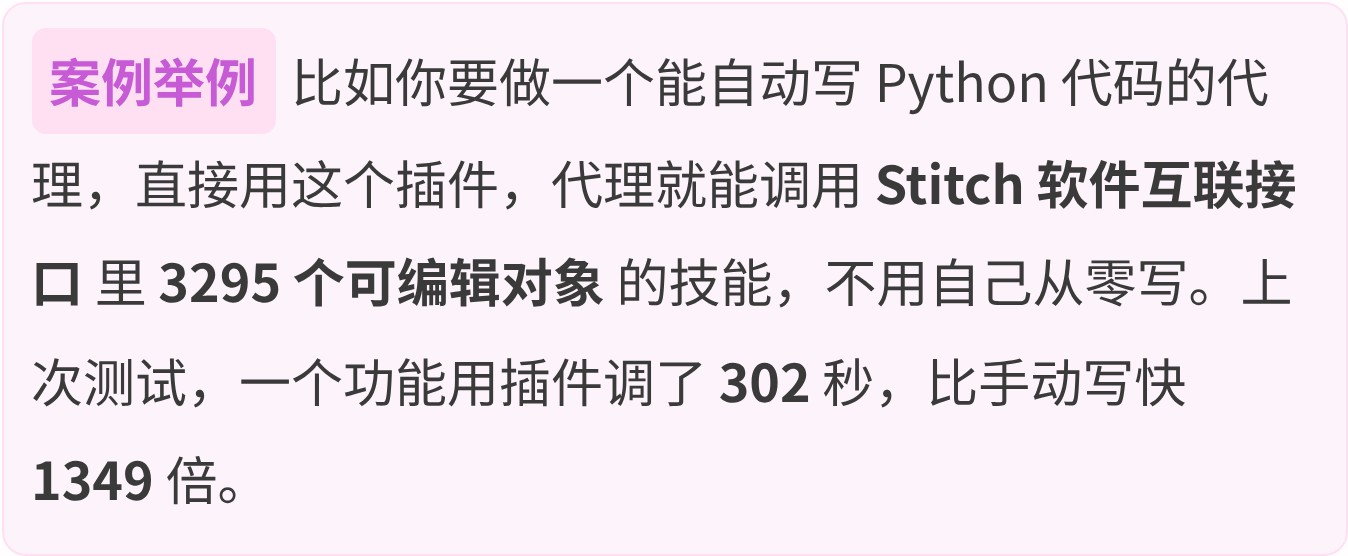 案例举例 比如你要做一个能自动写 Python 代码的代
理，直接用这个插件，代理就能调用 Stitch 软件互联接
口 里 3295 个可编辑对象 的技能，不用自己从零写。上
次测试，一个功能用插件调了 302 秒，比手动写快
1349 倍。